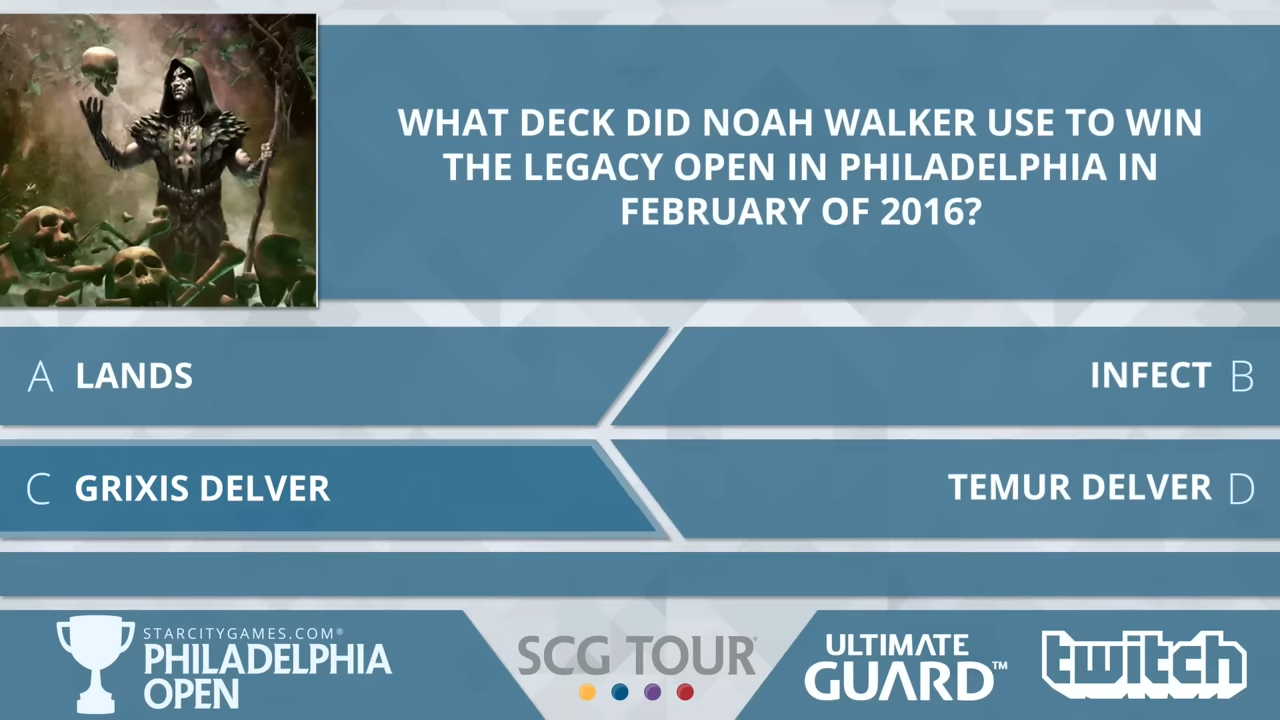 WHAT DECK DID NOAH WALKER USE TO WIN
THE LEGACY OPEN IN PHILADELPHIA IN
FEBRUARY OF 2016?
A LANDS
INFECT B
C GRIXIS DELVER
TEMUR DELVER D
STARCITYGAMES.COM®
PHILADELPHIA
OPEN
SCG TOUR®
ULTIMATE
GUARD™
twitch